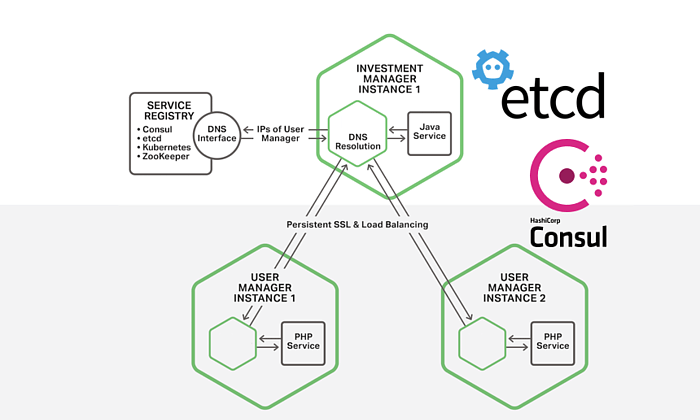 SERVICE
REGISTRY
• Consul
• etcd
• Kubernetes
• ZooKeeper
DNS
Interface
IPs of User
Manager
INVESTMENT
MANAGER
INSTANCE 1
DNS
Resolution
Java
Service
etcd
HashiCorp
Consul
Persistent SSL & Load Balancing
USER
MANAGER
INSTANCE 1
PHP
Service
USER
MANAGER
INSTANCE 2
PHP
Service